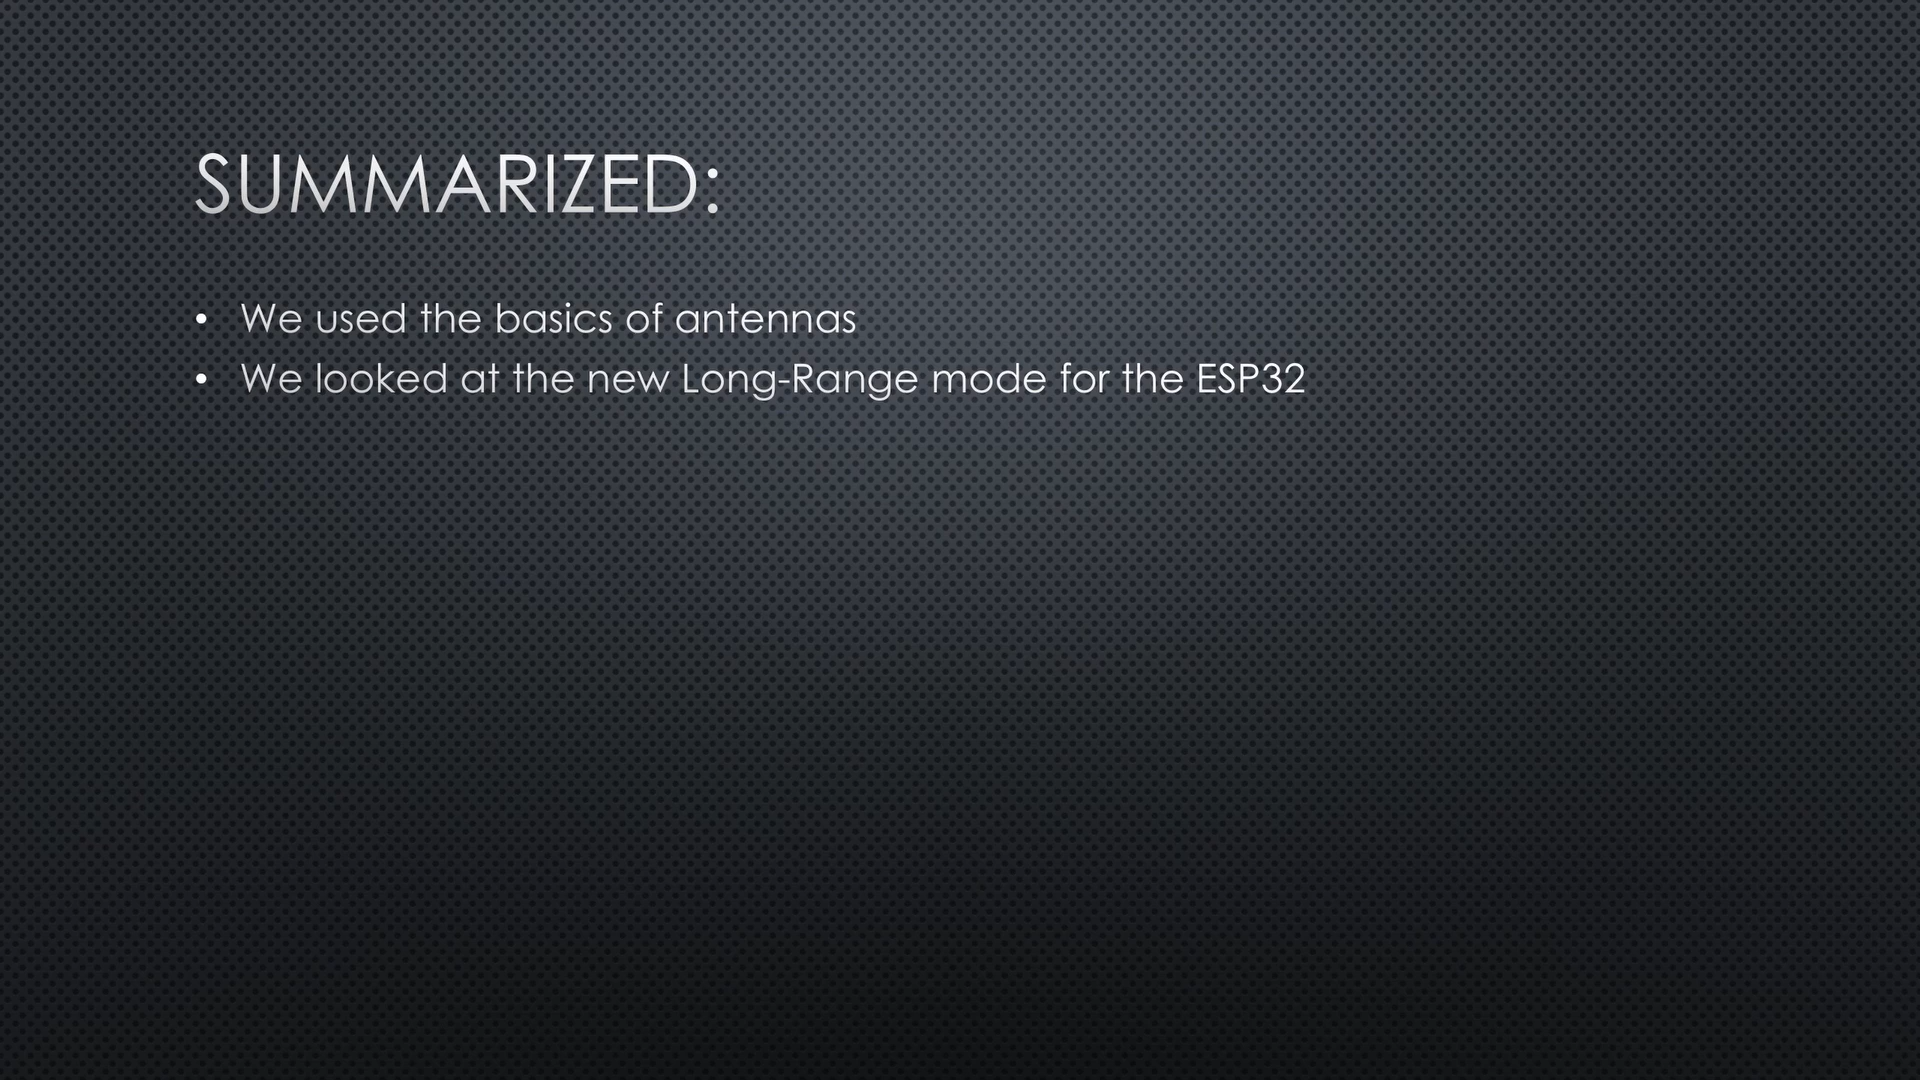 SUMMARIZED:
• We used the basics of antennas
• We looked at the new Long-Range mode for the ESP32